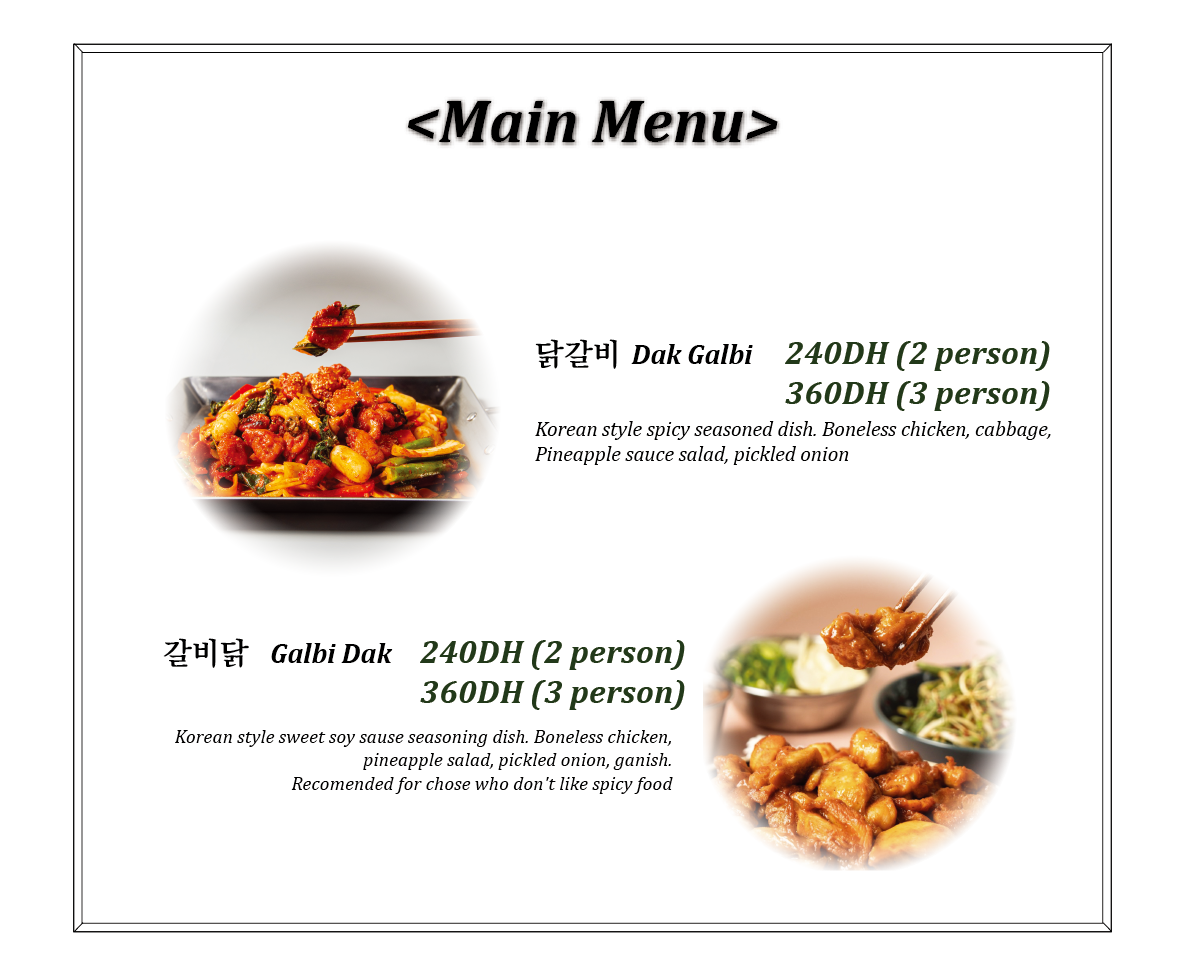 <Main Menu>
닭갈비 Dak Galbi 240DH (2 person)
360DH (3 person)
Korean style spicy seasoned dish. Boneless chicken, cabbage,
Pineapple sauce salad, pickled onion
갈비닭 Galbi Dak 240DH (2 person)
360DH (3 person)
Korean style sweet soy sause seasoning dish. Boneless chicken,
pineapple salad, pickled onion, ganish.
Recomended for chose who don't like spicy food